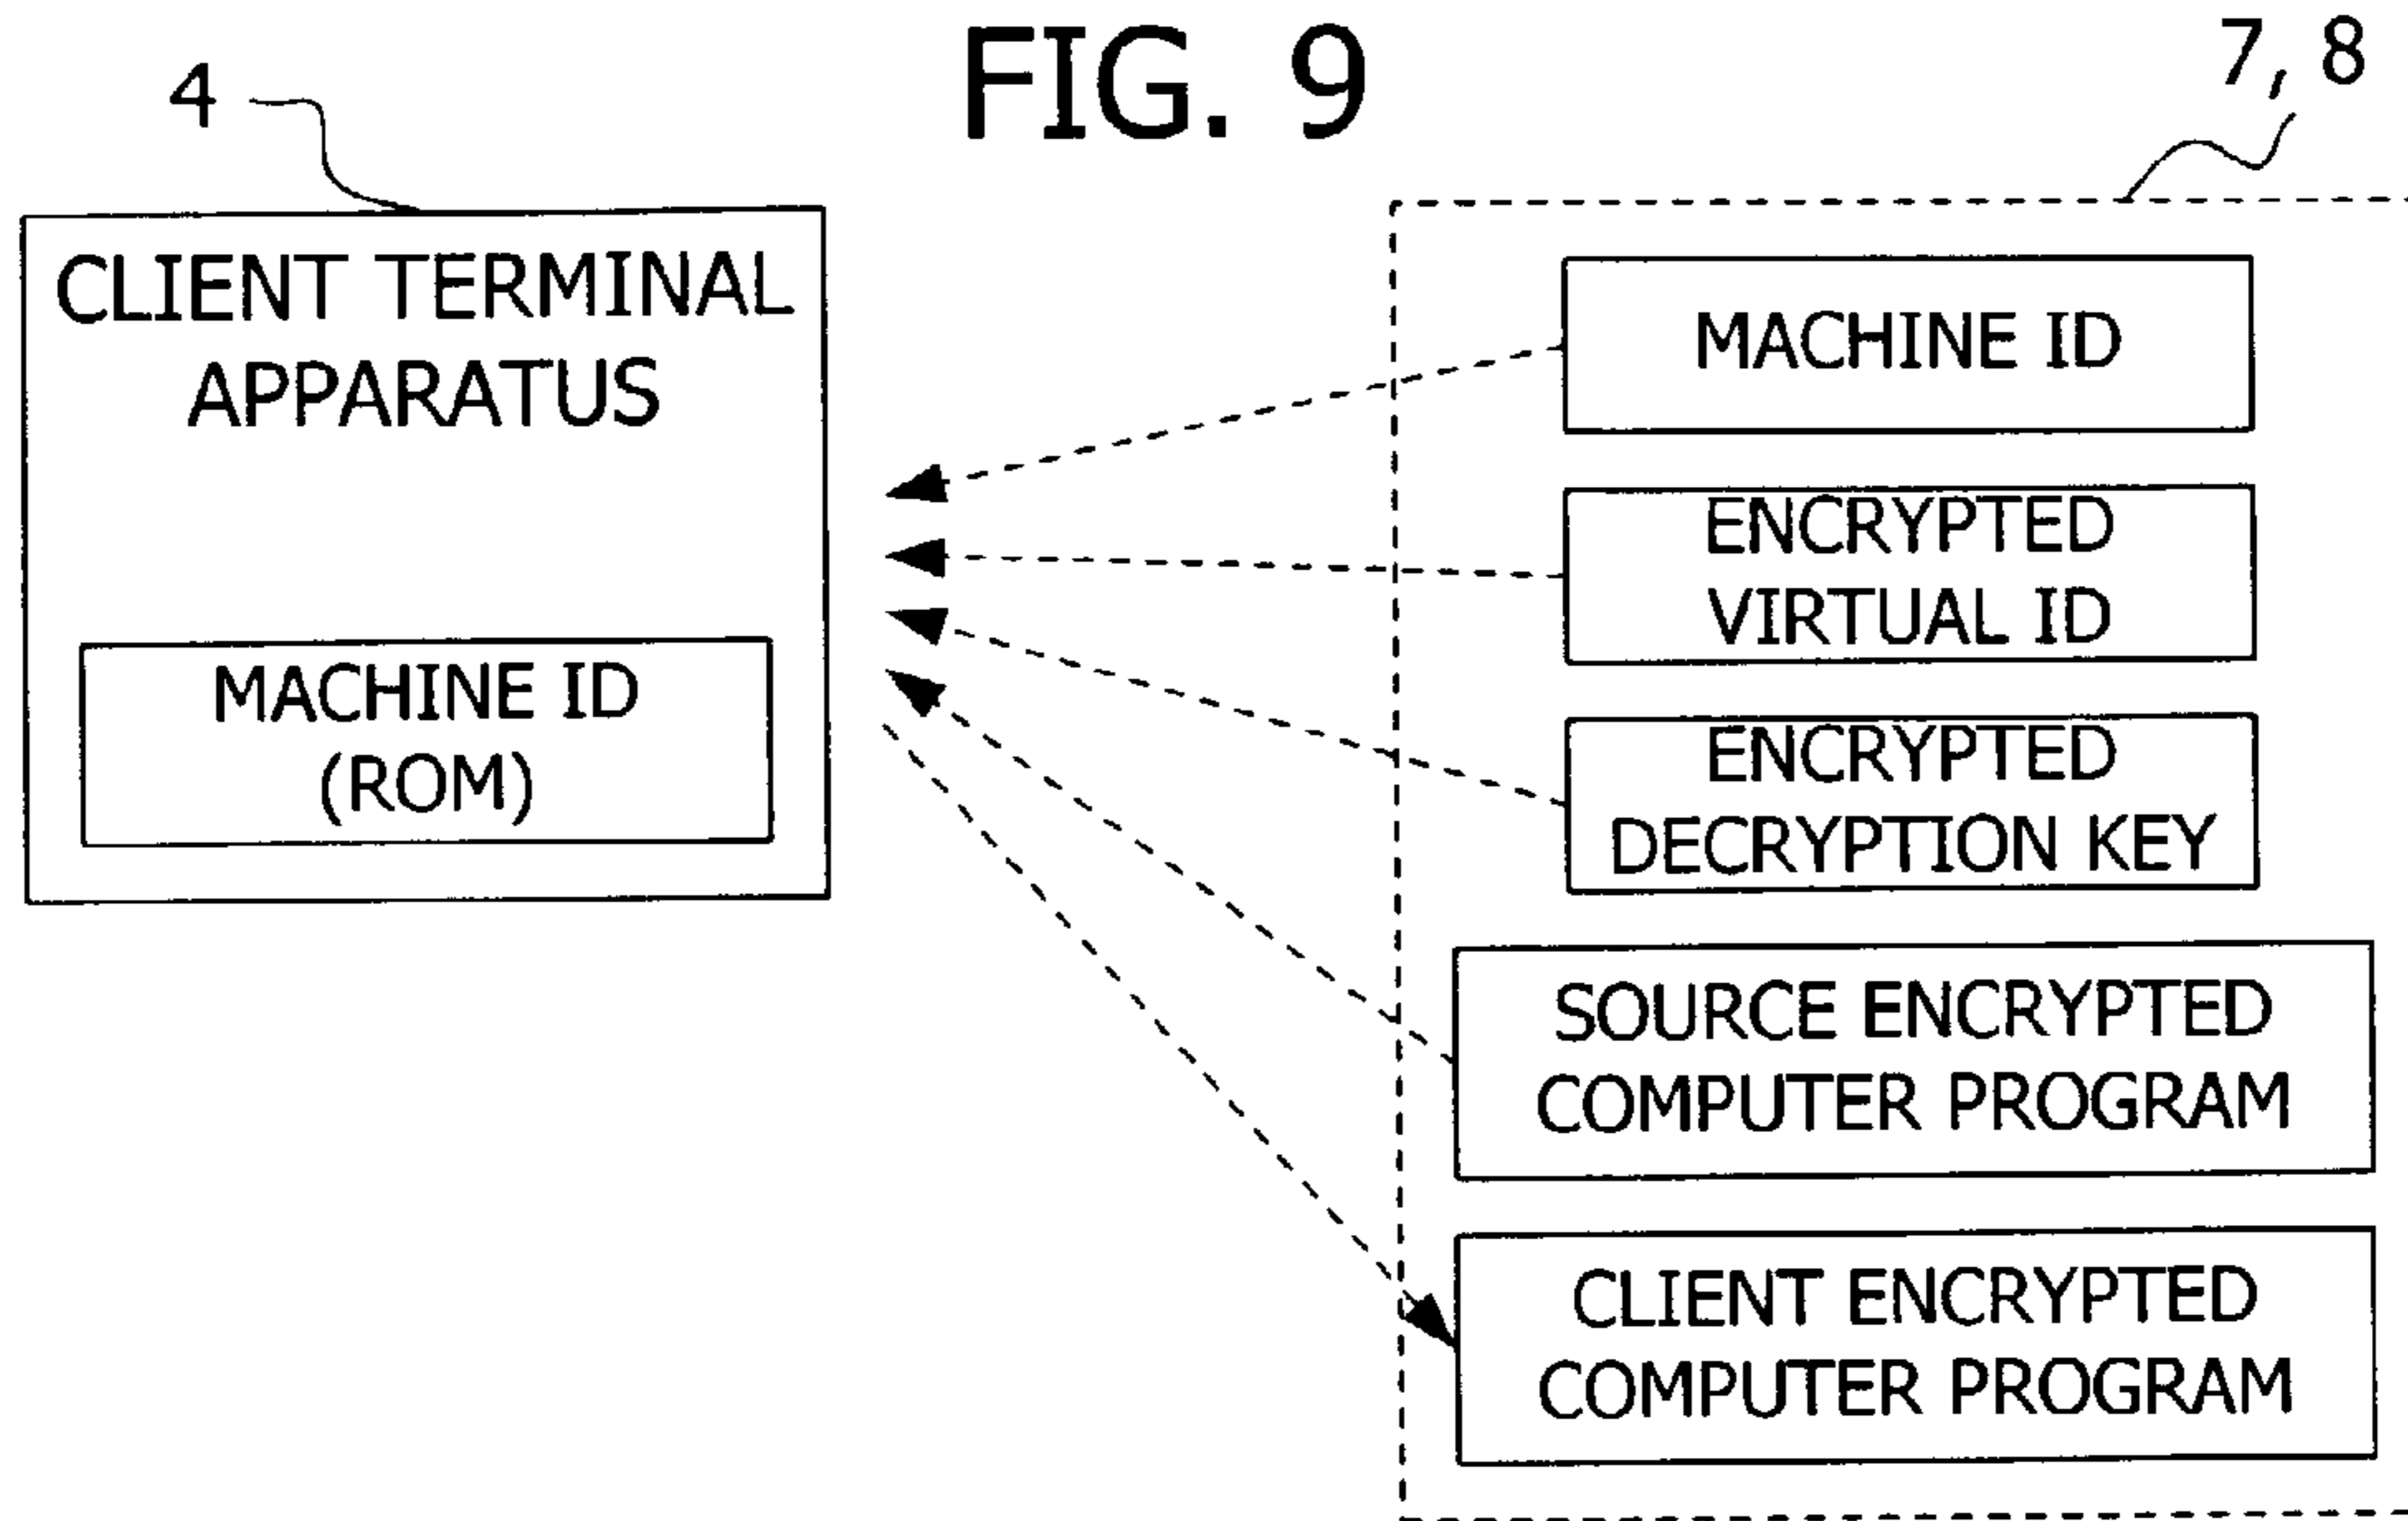 FIG. 9
4
7, 8
CLIENT TERMINAL
APPARATUS
MACHINE ID
(ROM)
MACHINE ID
ENCRYPTED
VIRTUAL ID
ENCRYPTED
DECRYPTION KEY
SOURCE ENCRYPTED
COMPUTER PROGRAM
CLIENT ENCRYPTED
COMPUTER PROGRAM